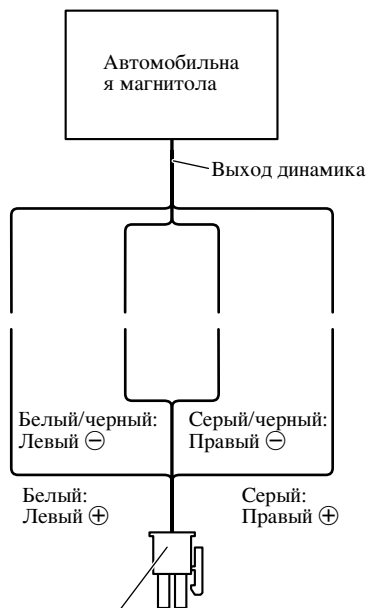 Автомобильна
я магнитола
Выход динамика
Белый/черный:
Левый ⊖
Серый/черный:
Правый ⊖
Белый:
Левый ⊕
Серый:
Правый ⊕